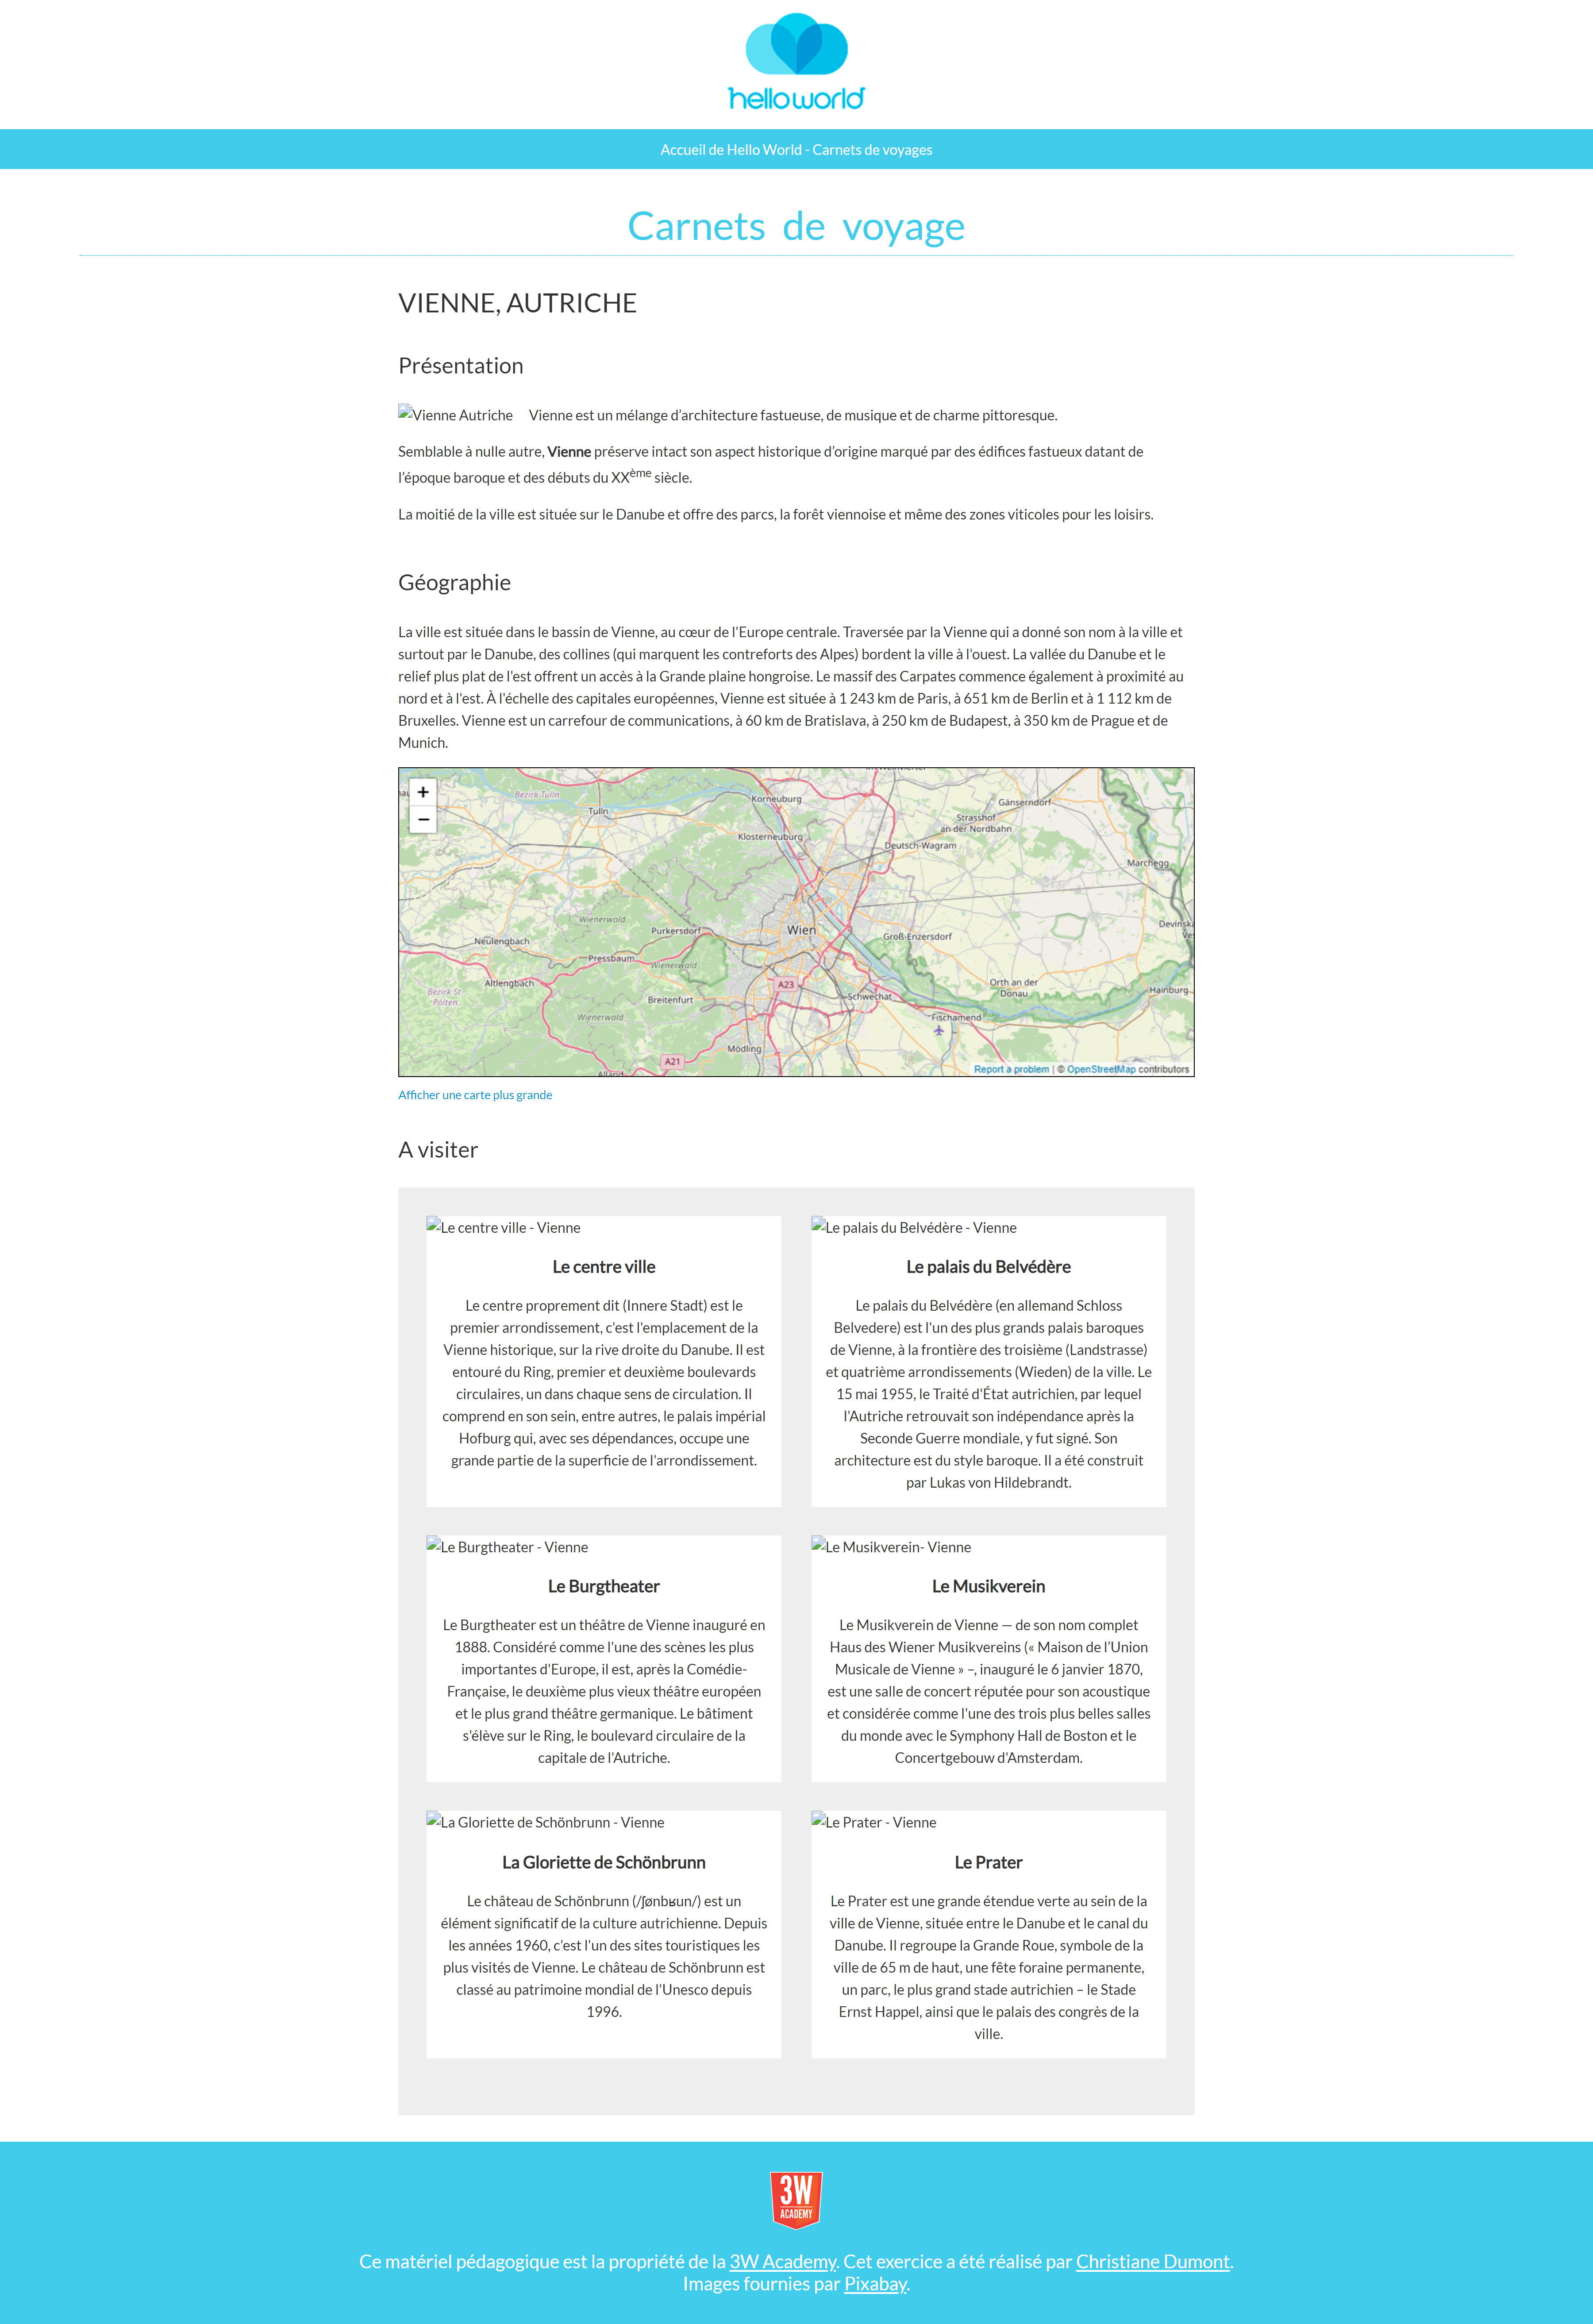 helloworld
Accueil de Hello World - Carnets de voyages
Carnets de voyage
VIENNE, AUTRICHE
Présentation
Vienne Autriche Vienne est un mélange d’architecture fastueuse, de musique et de charme pittoresque.
Semblable à nulle autre, Vienne préserve intact son aspect historique d’origine marqué par des édifices fastueux datant de
l’époque baroque et des débuts du XXème siècle.
La moitié de la ville est située sur le Danube et offre des parcs, la forêt viennoise et même des zones viticoles pour les loisirs.
Géographie
La ville est située dans le bassin de Vienne, au cœur de l'Europe centrale. Traversée par la Vienne qui a donné son nom à la ville et
surtout par le Danube, des collines (qui marquent les contreforts des Alpes) bordent la ville à l'ouest. La vallée du Danube et le
relief plus plat de l'est offrent un accès à la Grande plaine hongroise. Le massif des Carpates commence également à proximité au
nord et à l'est. À l'échelle des capitales européennes, Vienne est située à 1 243 km de Paris, à 651 km de Berlin et à 1 112 km de
Bruxelles. Vienne est un carrefour de communications, à 60 km de Bratislava, à 250 km de Budapest, à 350 km de Prague et de
Munich.
+
−
Bezirk Tulln
Tulln
Korneuburg
Gänserndorf
Strasshof
an der Nordbahn
Klosterneuburg
Deutsch-Wagram
Marchegg
Wienerwald
Purkersdorf
Wien
Groß-Enzersdorf
Neulengbach
Pressbaum
Wienerwald
Altlengbach
A23
Orth an der
Donau
Bezirk St.
Pölten
Breitenfurt
Schwechat
Hainburg
Wienerwald
Fischamend
Mödling
A21
Alland
Report a problem | © OpenStreetMap contributors
Afficher une carte plus grande
A visiter
Le centre ville - Vienne
Le centre ville
Le centre proprement dit (Innere Stadt) est le
premier arrondissement, c'est l'emplacement de la
Vienne historique, sur la rive droite du Danube. Il est
entouré du Ring, premier et deuxième boulevards
circulaires, un dans chaque sens de circulation. Il
comprend en son sein, entre autres, le palais impérial
Hofburg qui, avec ses dépendances, occupe une
grande partie de la superficie de l'arrondissement.
Le palais du Belvédère - Vienne
Le palais du Belvédère
Le palais du Belvédère (en allemand Schloss
Belvedere) est l'un des plus grands palais baroques
de Vienne, à la frontière des troisième (Landstrasse)
et quatrième arrondissements (Wieden) de la ville. Le
15 mai 1955, le Traité d'État autrichien, par lequel
l'Autriche retrouvait son indépendance après la
Seconde Guerre mondiale, y fut signé. Son
architecture est du style baroque. Il a été construit
par Lukas von Hildebrandt.
Le Burgtheater - Vienne
Le Burgtheater
Le Burgtheater est un théâtre de Vienne inauguré en
1888. Considéré comme l'une des scènes les plus
importantes d'Europe, il est, après la Comédie-
Française, le deuxième plus vieux théâtre européen
et le plus grand théâtre germanique. Le bâtiment
s'élève sur le Ring, le boulevard circulaire de la
capitale de l'Autriche.
Le Musikverein- Vienne
Le Musikverein
Le Musikverein de Vienne — de son nom complet
Haus des Wiener Musikvereins (« Maison de l’Union
Musicale de Vienne » –, inauguré le 6 janvier 1870,
est une salle de concert réputée pour son acoustique
et considérée comme l'une des trois plus belles salles
du monde avec le Symphony Hall de Boston et le
Concertgebouw d'Amsterdam.
La Gloriette de Schönbrunn - Vienne
La Gloriette de Schönbrunn
Le château de Schönbrunn (/ʃønbʁun/) est un
élément significatif de la culture autrichienne. Depuis
les années 1960, c'est l'un des sites touristiques les
plus visités de Vienne. Le château de Schönbrunn est
classé au patrimoine mondial de l'Unesco depuis
1996.
Le Prater - Vienne
Le Prater
Le Prater est une grande étendue verte au sein de la
ville de Vienne, située entre le Danube et le canal du
Danube. Il regroupe la Grande Roue, symbole de la
ville de 65 m de haut, une fête foraine permanente,
un parc, le plus grand stade autrichien – le Stade
Ernst Happel, ainsi que le palais des congrès de la
ville.
3W
ACADEMY
Ce matériel pédagogique est la propriété de la 3W Academy. Cet exercice a été réalisé par Christiane Dumont.
Images fournies par Pixabay.